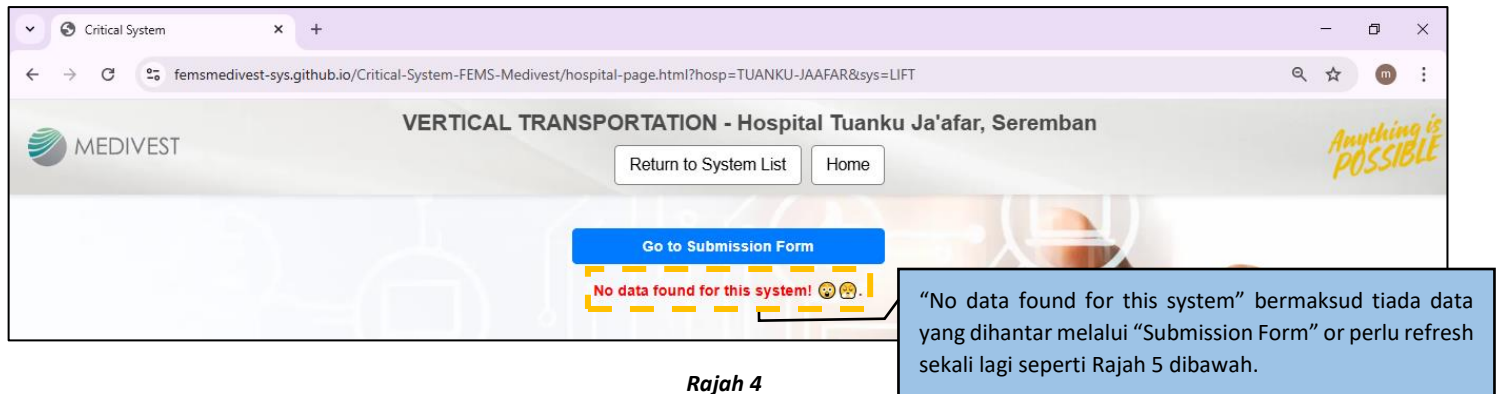 Critical System
femsmedivest-sys.github.io/Critical-System-FEMS-Medivest/hospital-page.html?hosp=TUANKU-JAAFAR&sys=LIFT
m
MEDIVEST
VERTICAL TRANSPORTATION - Hospital Tuanku Ja'afar, Seremban
Return to System List
Home
Anything is
POSSIBLE
Go to Submission Form
No data found for this system! 😮😷.
“No data found for this system” bermaksud tiada data
yang dihantar melalui “Submission Form” or perlu refresh
sekali lagi seperti Rajah 5 dibawah.
Rajah 4